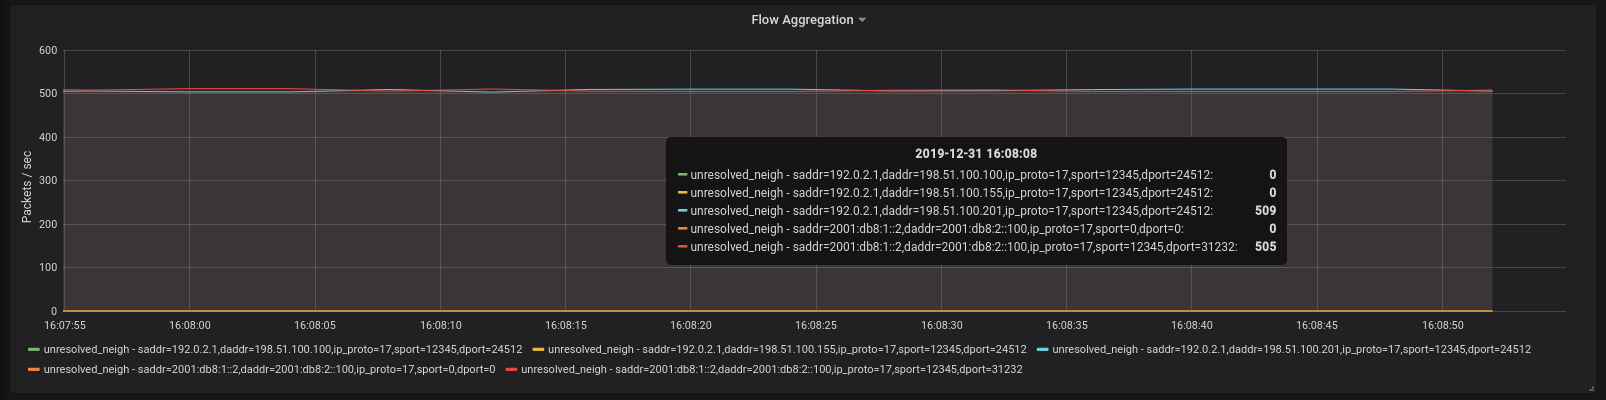 Flow Aggregation
600
500
400
300
200
100
0
Packets / sec
2019-12-31 16:08:08
unresolved_neigh - saddr=192.0.2.1,daddr=198.51.100.100,ip_proto=17,sport=12345,dport=24512: 0
unresolved_neigh - saddr=192.0.2.1,daddr=198.51.100.155,ip_proto=17,sport=12345,dport=24512: 0
unresolved_neigh - saddr=192.0.2.1,daddr=198.51.100.201,ip_proto=17,sport=12345,dport=24512: 509
unresolved_neigh - saddr=2001:db8:1::2,daddr=2001:db8:2::100,ip_proto=17,sport=0,dport=0: 0
unresolved_neigh - saddr=2001:db8:1::2,daddr=2001:db8:2::100,ip_proto=17,sport=12345,dport=31232: 505
16:07:55 16:08:00 16:08:05 16:08:10 16:08:15 16:08:20 16:08:25 16:08:30 16:08:35 16:08:40 16:08:45 16:08:50
unresolved_neigh - saddr=192.0.2.1,daddr=198.51.100.100,ip_proto=17,sport=12345,dport=24512 unresolved_neigh - saddr=192.0.2.1,daddr=198.51.100.155,ip_proto=17,sport=12345,dport=24512 unresolved_neigh - saddr=192.0.2.1,daddr=198.51.100.201,ip_proto=17,sport=12345,dport=24512
unresolved_neigh - saddr=2001:db8:1::2,daddr=2001:db8:2::100,ip_proto=17,sport=0,dport=0 unresolved_neigh - saddr=2001:db8:1::2,daddr=2001:db8:2::100,ip_proto=17,sport=12345,dport=31232